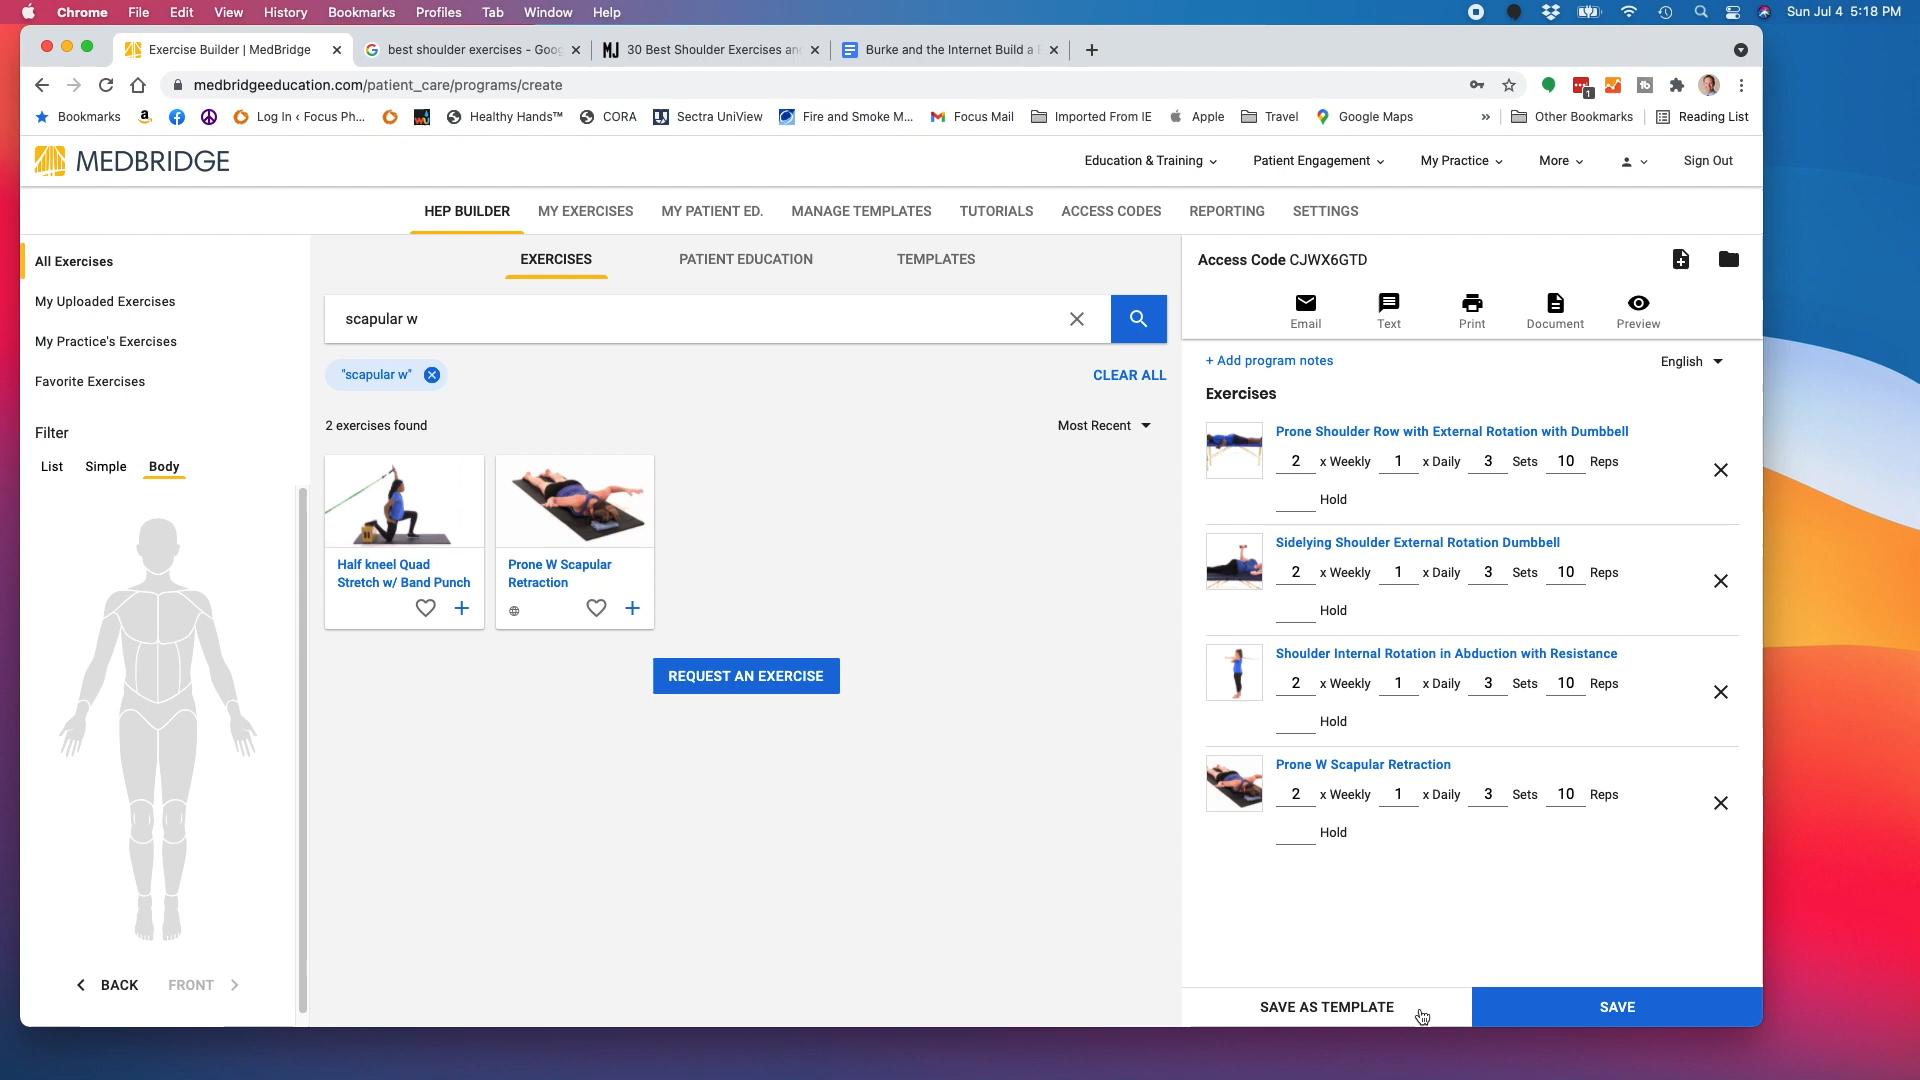 Chrome File Edit View History Bookmarks Profiles Tab Window Help Sun Jul 4 5:18 PM
Exercise Builder | MedBridge best shoulder exercises - Goog 30 Best Shoulder Exercises an Burke and the Internet Build a
medbridgeeducation.com/patient_care/programs/create
Bookmarks Log In ‹ Focus Ph... Healthy Hands™ CORA Sectra UniView Fire and Smoke M... Focus Mail Imported From IE Apple Travel Google Maps » Other Bookmarks Reading List
MEDBRIDGE Education & Training Patient Engagement My Practice More Sign Out
HEP BUILDER MY EXERCISES MY PATIENT ED. MANAGE TEMPLATES TUTORIALS ACCESS CODES REPORTING SETTINGS
All Exercises
My Uploaded Exercises
My Practice's Exercises
Favorite Exercises
Filter
List Simple Body
BACK FRONT
EXERCISES PATIENT EDUCATION TEMPLATES
scapular w
"scapular w" CLEAR ALL
2 exercises found Most Recent
Half kneel Quad
Stretch w/ Band Punch
Prone W Scapular
Retraction
REQUEST AN EXERCISE
Access Code CJWX6GTD
Email Text Print Document Preview
+ Add program notes English
Exercises
Prone Shoulder Row with External Rotation with Dumbbell
2 x Weekly 1 x Daily 3 Sets 10 Reps
Hold
Sidelying Shoulder External Rotation Dumbbell
2 x Weekly 1 x Daily 3 Sets 10 Reps
Hold
Shoulder Internal Rotation in Abduction with Resistance
2 x Weekly 1 x Daily 3 Sets 10 Reps
Hold
Prone W Scapular Retraction
2 x Weekly 1 x Daily 3 Sets 10 Reps
Hold
SAVE AS TEMPLATE SAVE